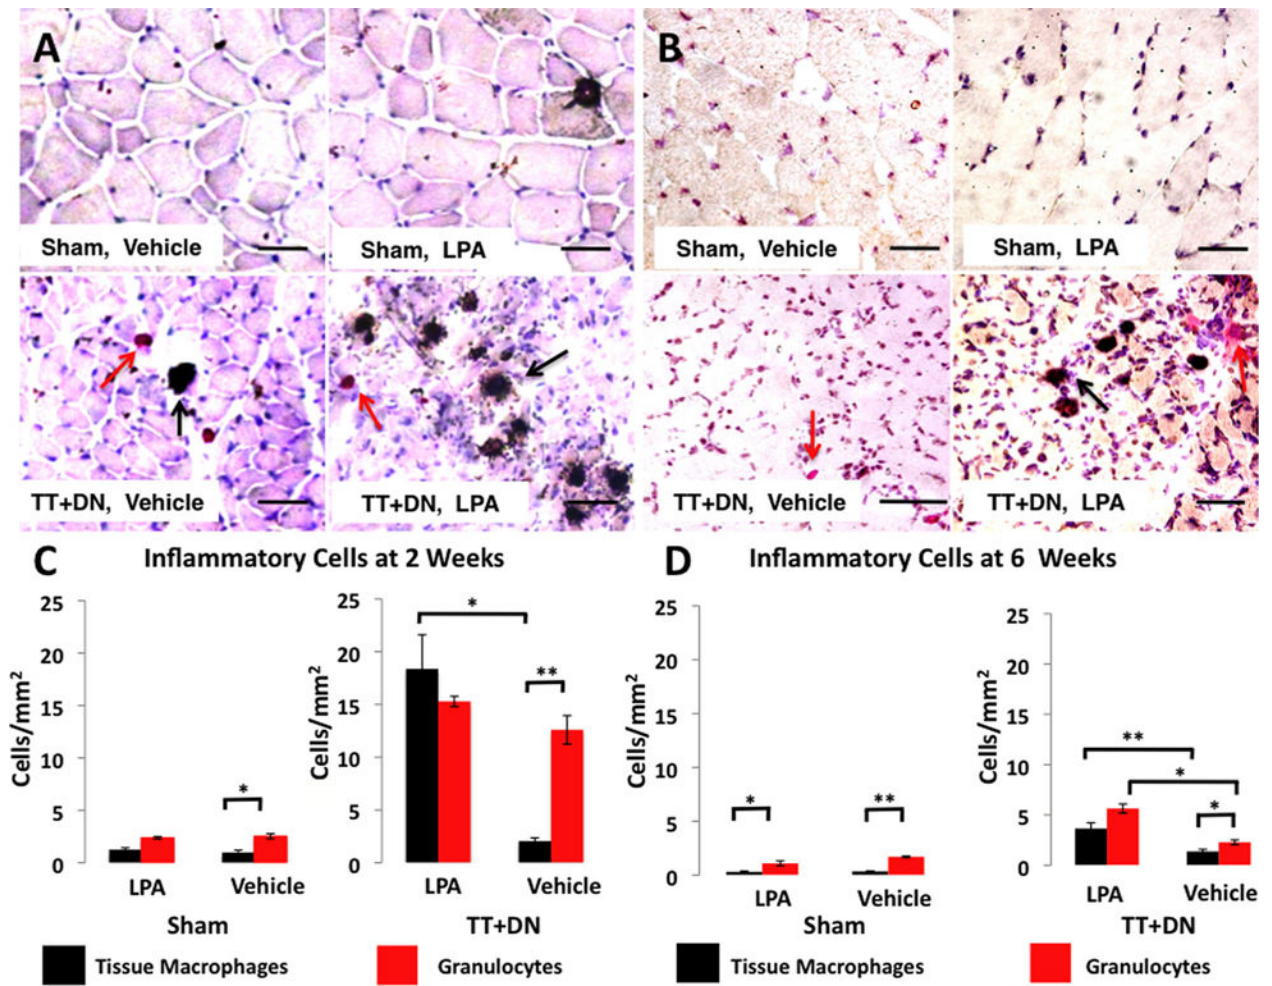 A
B
Sham, Vehicle
Sham, LPA
Sham, Vehicle
Sham, LPA
TT+DN, Vehicle
TT+DN, LPA
TT+DN, Vehicle
TT+DN, LPA
C
Inflammatory Cells at 2 Weeks
Cells/mm²
25
20
15
10
5
0
*
LPA
Vehicle
Sham
Cells/mm²
25
20
15
10
5
0
*
**
LPA
Vehicle
TT+DN
Tissue Macrophages
Granulocytes
D
Inflammatory Cells at 6 Weeks
Cells/mm²
25
20
15
10
5
0
*
**
LPA
Vehicle
Sham
Cells/mm²
25
20
15
10
5
0
**
*
*
LPA
Vehicle
TT+DN
Tissue Macrophages
Granulocytes